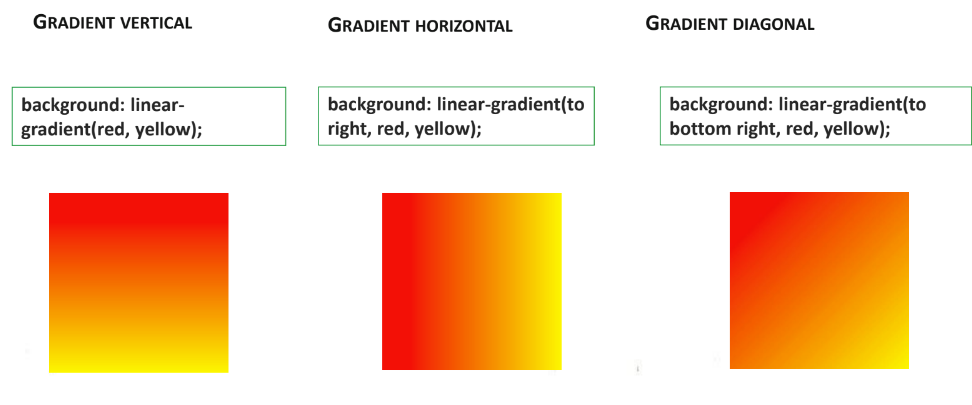 GRADIENT VERTICAL
GRADIENT HORIZONTAL
GRADIENT DIAGONAL
background: linear-
gradient(red, yellow);
background: linear-gradient(to
right, red, yellow);
background: linear-gradient(to
bottom right, red, yellow);